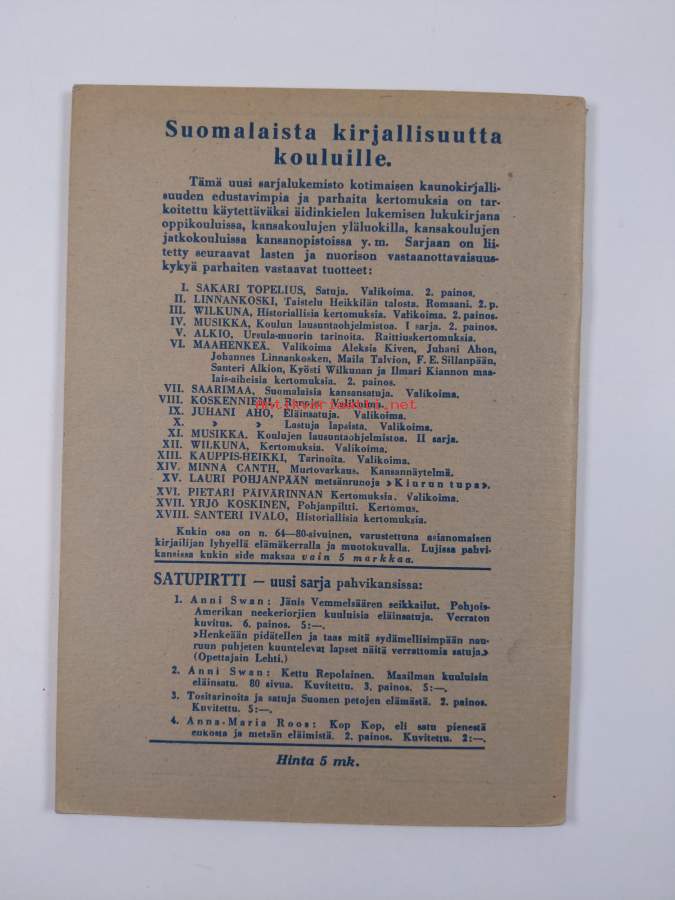 Suomalaista kirjallisuutta
kouluille.
Tämä uusi sarjalukemisto kotimaisen kaunokirjalli-
suuden edustavimpia ja parhaita kertomuksia on tar-
koitettu käytettäväksi äidinkielen lukemisen lukukirjana
oppikouluissa, kansakoulujen yläluokilla, kansakoulujen
jatkokouluissa kansanopistoissa y. m. Sarjaan on lii-
tetty seuraavat lasten ja nuorison vastaanottavaisuus-
kykyä parhaiten vastaavat tuotteet:
I. SAKARI TOPELIUS, Satuja. Valikoima. 2. painos.
II. LINNANKOSKI, Taistelu Heikkilän talosta. Romaani. 2. p.
III. WILKUNA, Historiallisia kertomuksia. Valikoima. 2. painos.
IV. MUSIKKA, Koulun lausuntaohjelmistoa. I sarja. 2. painos.
V. ALKIO, Ursula-muorin tarinoita. Raittiuskertomuksia.
VI. MAAHENKEÄ. Valikoima Aleksis Kiven, Juhani Ahon,
Johannes Linnankosken, Maila Talvion, F. E. Sillanpään,
Santeri Alkion, Kyösti Wilkunan ja Ilmari Kiannon maa-
lais-aiheisia kertomuksia. 2. painos.
VII. SAARIMAA, Suomalaisia kansansatuja. Valikoima.
VIII. KOSKENNIEMI, Runoja. Valikoima.
antikvariaatti.net
IX. JUHANI AHO, Eläinsatuja. Valikoima.
X. » » Lastuja lapsista. Valikoima.
XI. MUSIKKA. Koulujen lausuntaohjelmistoa. II sarja.
XII. WILKUNA, Kertomuksia. Valikoima.
XIII. KAUPPIS-HEIKKI, Tarinoita. Valikoima.
XIV. MINNA CANTH, Murtovarkaus. Kansannäytelmä.
XV. LAURI POHJANPÄÄN metsänrunoja »Kiurun tupa».
XVI. PIETARI PÄIVÄRINNAN Kertomuksia. Valikoima.
XVII. YRJÖ KOSKINEN, Pohjanpiltti. Kertomus.
XVIII. SANTERI IVALO, Historiallisia kertomuksia.
Kukin osa on n. 64—80-sivuinen, varustettuna asianomaisen
kirjailijan lyhyellä elämäkerralla ja muotokuvalla. Lujissa pahvi-
kansissa kukin side maksaa vain 5 markkaa.
SATUPIRTTI — uusi sarja pahvikansissa:
1. Anni Swan: Jänis Vemmelsäären seikkailut. Pohjois-
Amerikan neekeriorjien kuuluisia eläinsatuja. Verraton
kuvitus. 6. painos. 5:—.
»Henkeään pidätellen ja taas mitä sydämellisimpään nau-
ruun puhjeten kuuntelevat lapset näitä verrattomia satuja.»
(Opettajain Lehti.)
2. Anni Swan: Kettu Repolainen. Maailman kuuluisin
eläinsatu. 80 sivua. Kuvitettu. 3. painos. 5:—.
3. Tositarinoita ja satuja Suomen petojen elämästä. 2. painos.
Kuvitettu. 5:—.
4. Anna-Maria Roos: Kop Kop, eli satu pienestä
eukosta ja metsän eläimistä. 2. painos. Kuvitettu. 2:—.
Hinta 5 mk.